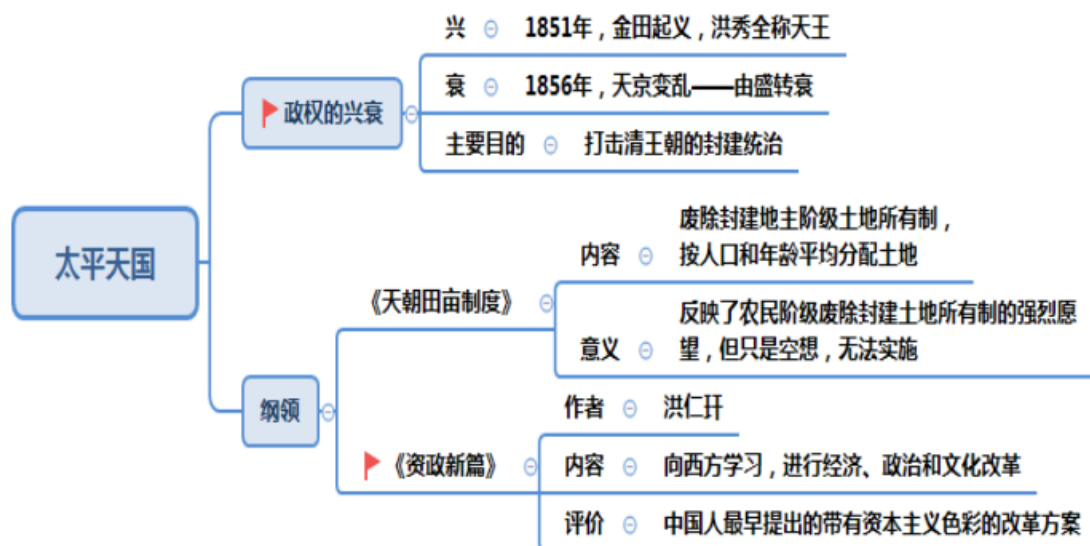 太平天国
政权的兴衰
兴 1851年，金田起义，洪秀全称天王
衰 1856年，天京变乱——由盛转衰
主要目的 打击清王朝的封建统治
纲领
《天朝田亩制度》
内容 废除封建地主阶级土地所有制，
按人口和年龄平均分配土地
意义 反映了农民阶级废除封建土地所有制的强烈愿
望，但只是空想，无法实施
《资政新篇》
作者 洪仁玕
内容 向西方学习，进行经济、政治和文化改革
评价 中国人最早提出的带有资本主义色彩的改革方案